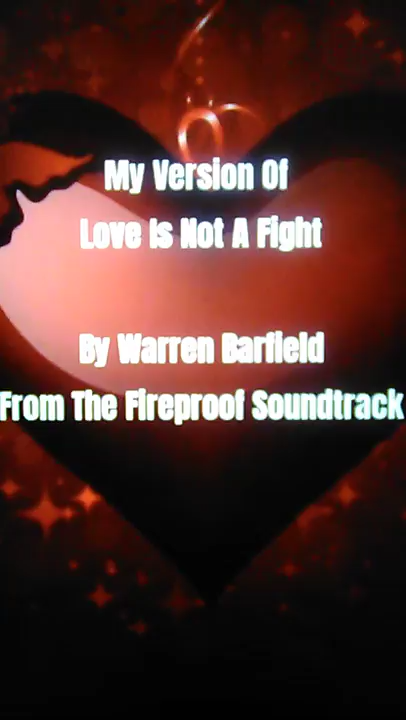 My Version Of
Love Is Not A Fight
By Warren Barfield
From The Fireproof Soundtrack